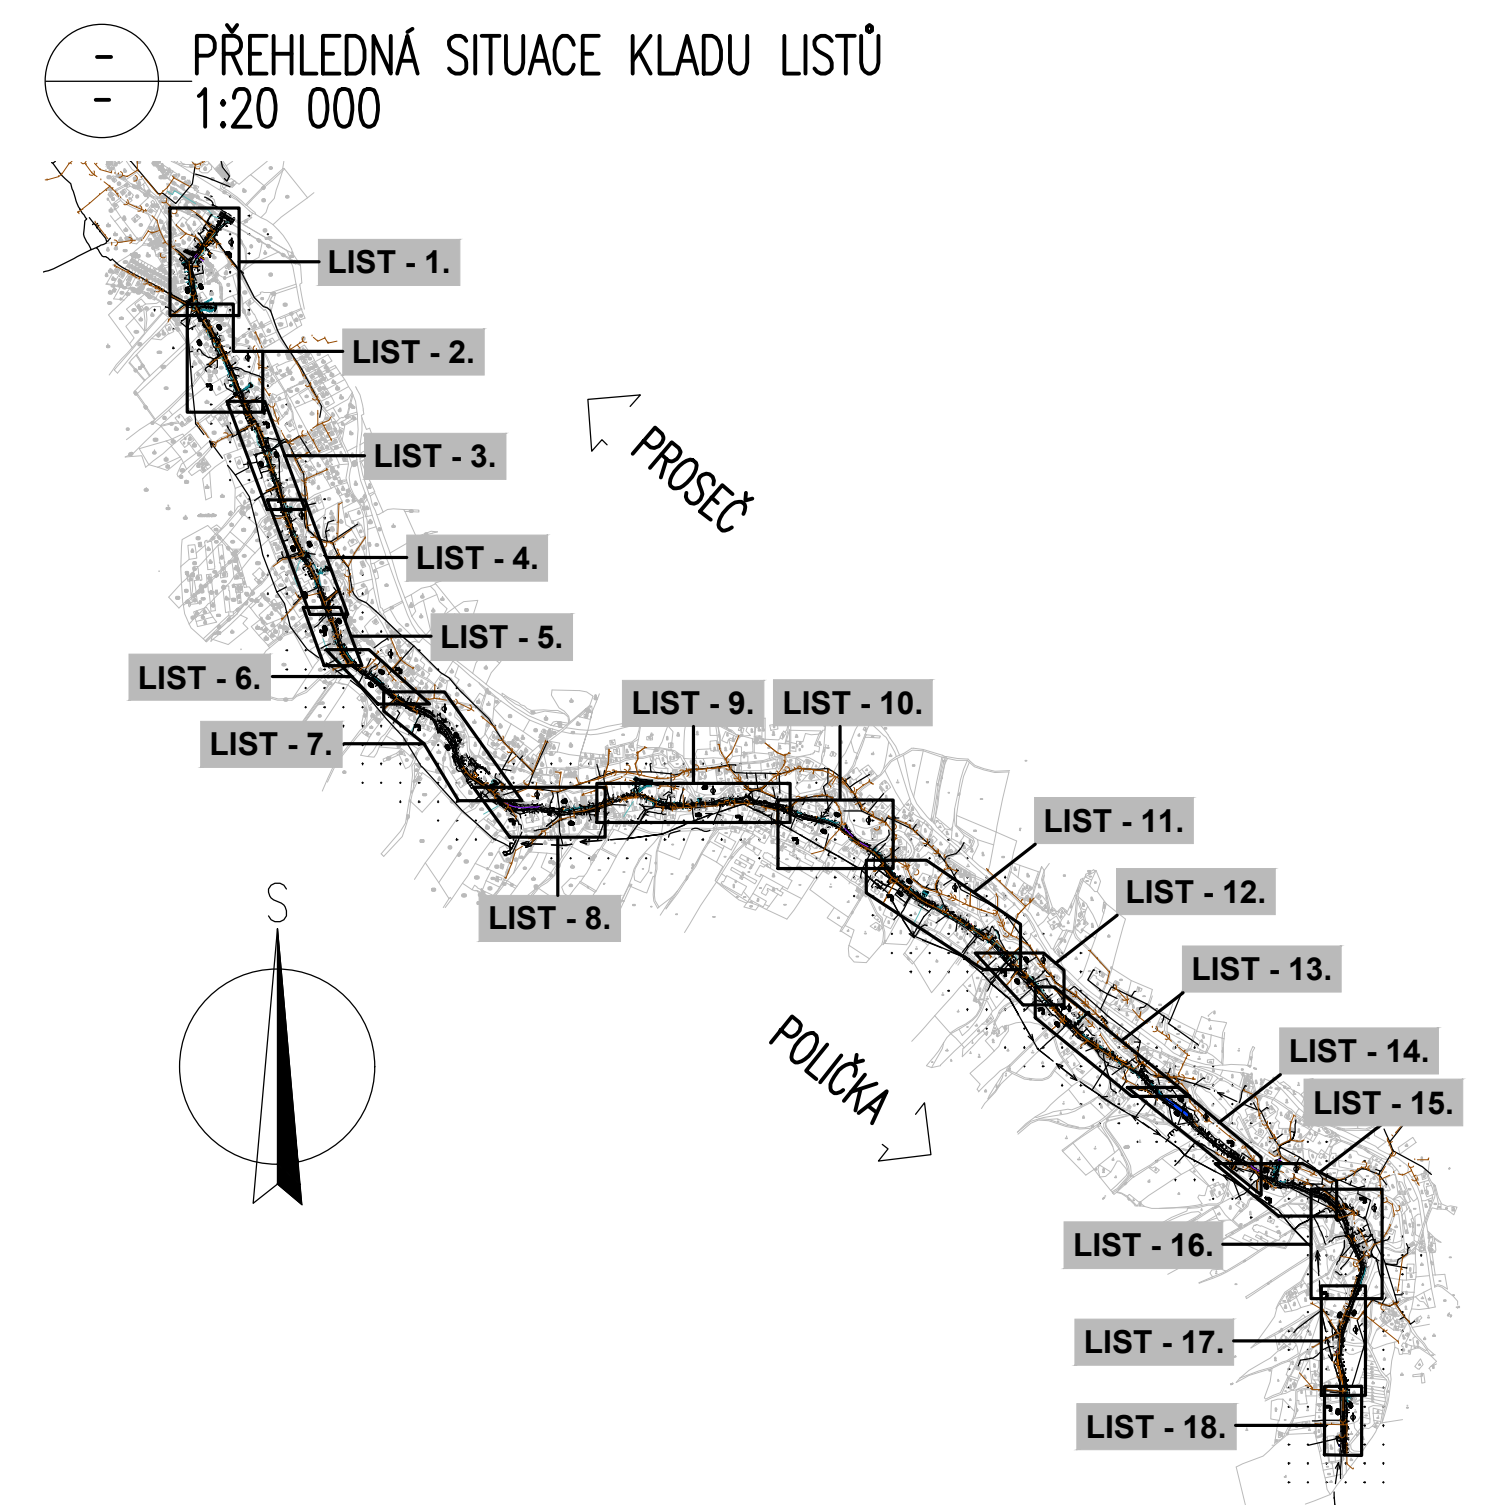 -
-
PŘEHLEDNÁ SITUACE KLADU LISTŮ
1:20 000
LIST - 1.
LIST - 2.
PROSEČ
LIST - 3.
LIST - 4.
LIST - 5.
LIST - 6.
LIST - 7.
LIST - 9.
LIST - 10.
LIST - 8.
LIST - 11.
LIST - 12.
LIST - 13.
S
POLIČKA
LIST - 14.
LIST - 15.
LIST - 16.
LIST - 17.
LIST - 18.